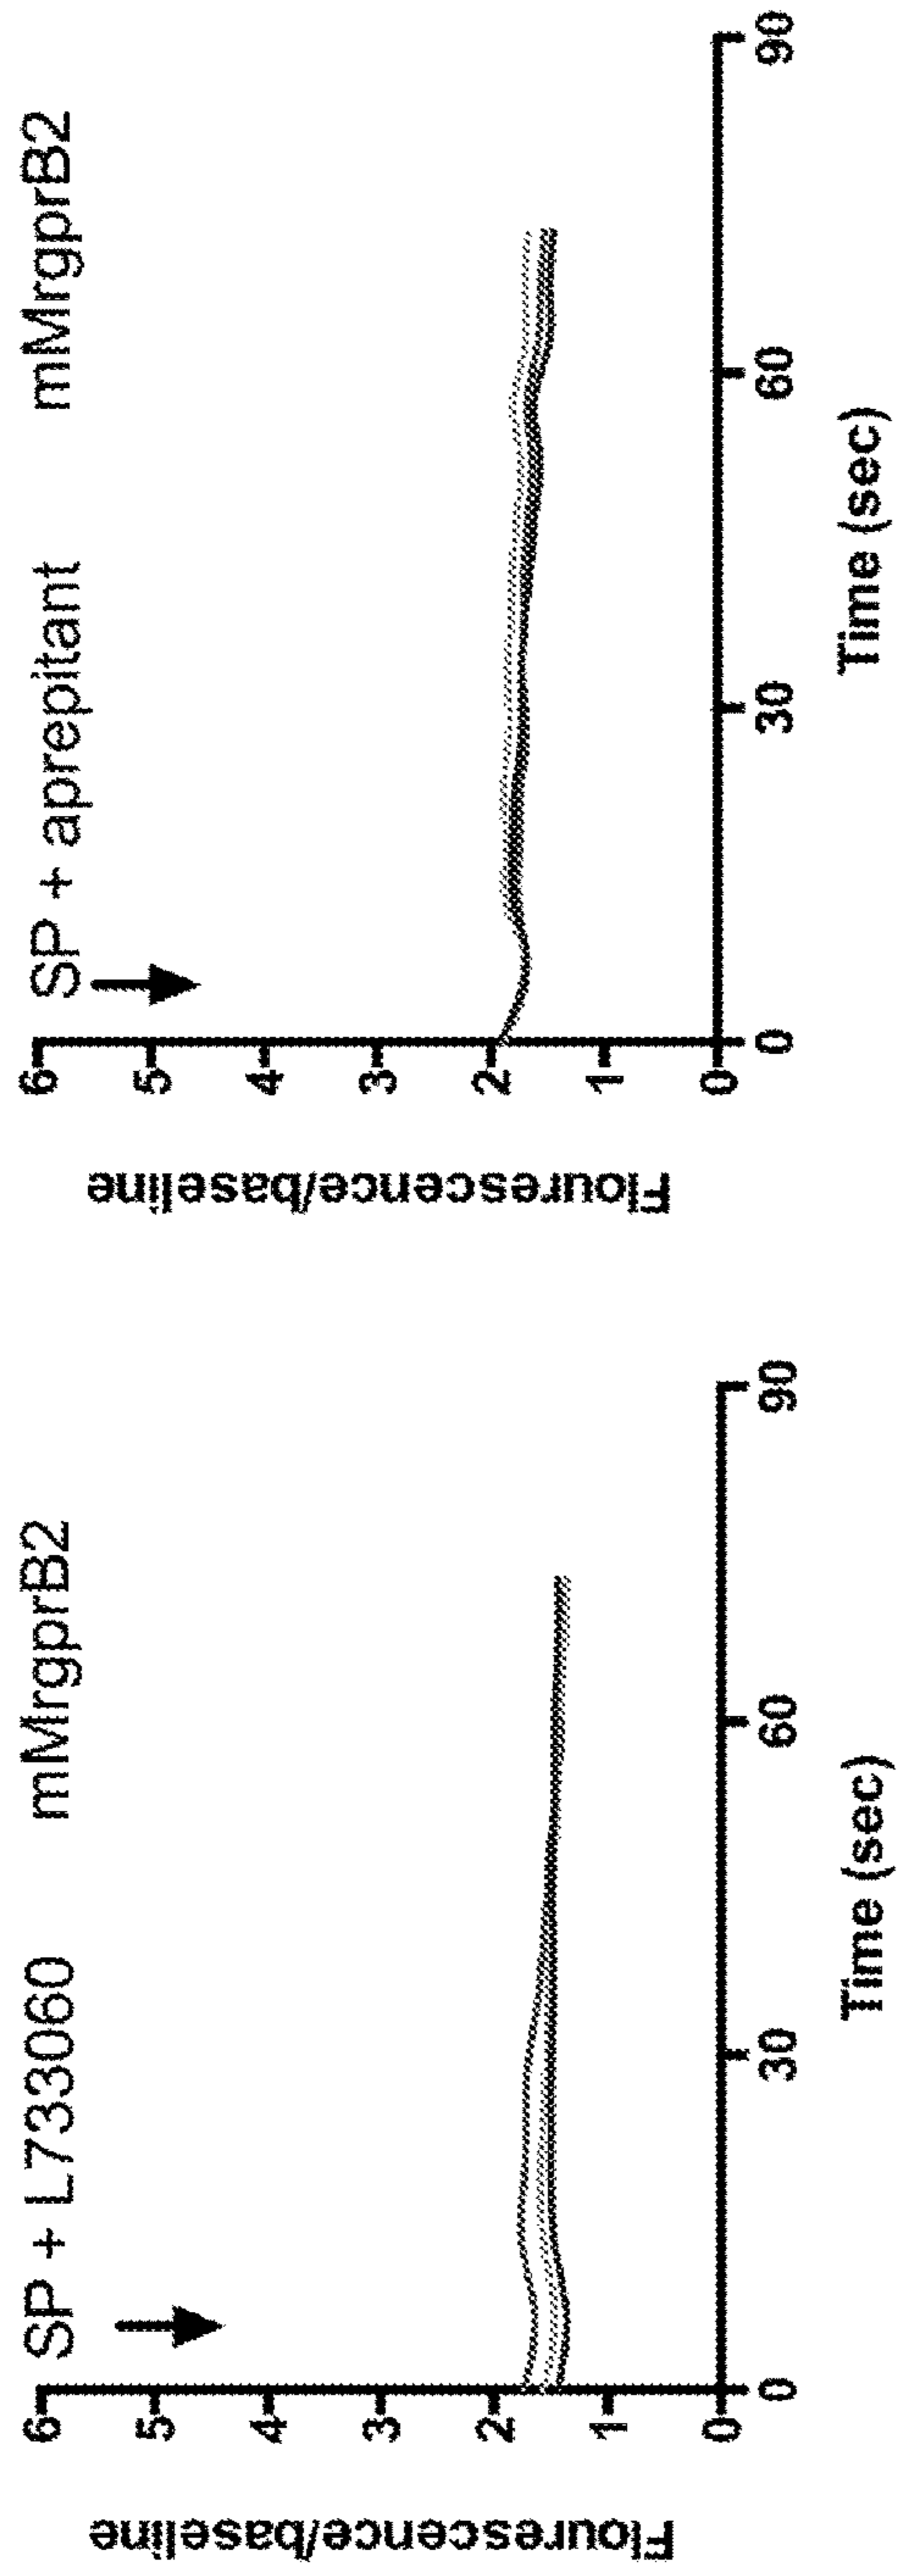 SP + L733060 mMrgprB2
6
5
4
3
2
1
0
Flourescence/baseline
0 30 60 90
Time (sec)
SP + aprepitant mMrgprB2
6
5
4
3
2
1
0
Flourescence/baseline
0 30 60 90
Time (sec)